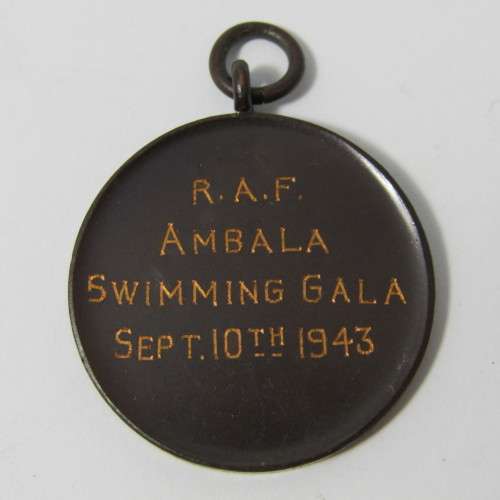 R.A.F.
AMBALA
SWIMMING GALA
SEPT. 10TH 1943